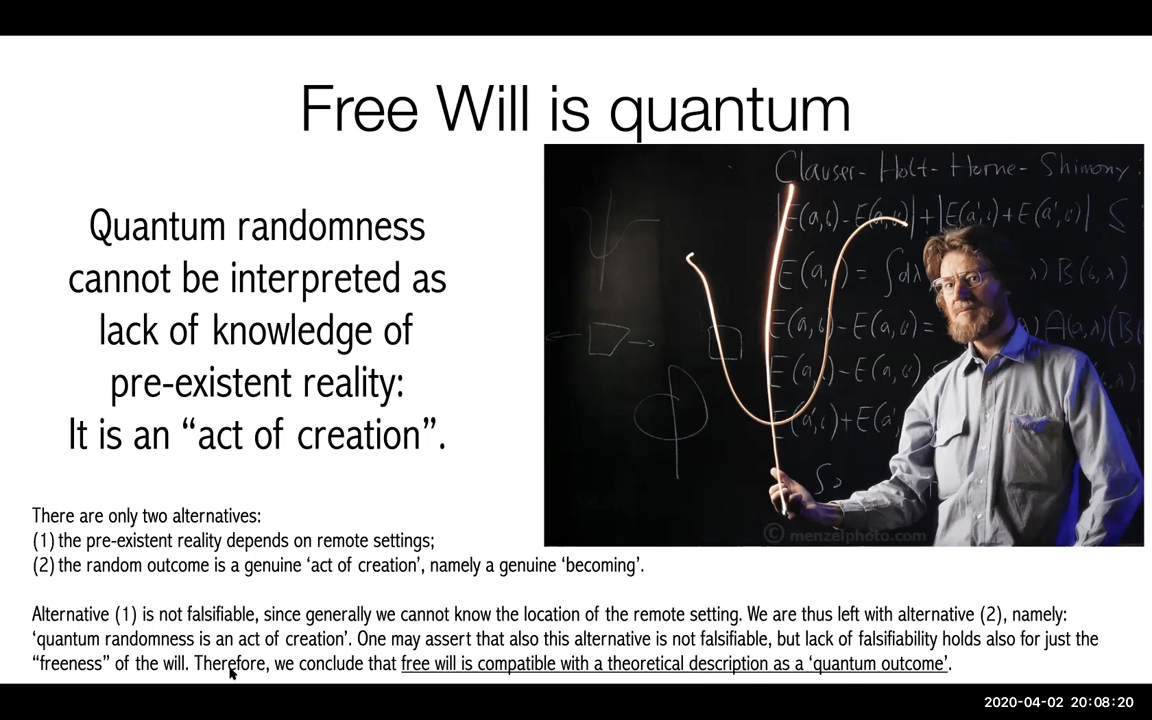 Free Will is quantum
Quantum randomness
cannot be interpreted as
lack of knowledge of
pre-existent reality:
It is an “act of creation”.
Clauser-Holt-Horne-Shimony:
menzelphoto.com
There are only two alternatives:
(1) the pre-existent reality depends on remote settings;
(2) the random outcome is a genuine ‘act of creation’, namely a genuine ‘becoming’.
Alternative (1) is not falsifiable, since generally we cannot know the location of the remote setting. We are thus left with alternative (2), namely:
‘quantum randomness is an act of creation’. One may assert that also this alternative is not falsifiable, but lack of falsifiability holds also for just the
“freeness” of the will. Therefore, we conclude that free will is compatible with a theoretical description as a ‘quantum outcome’.
2020-04-02 20:08:20